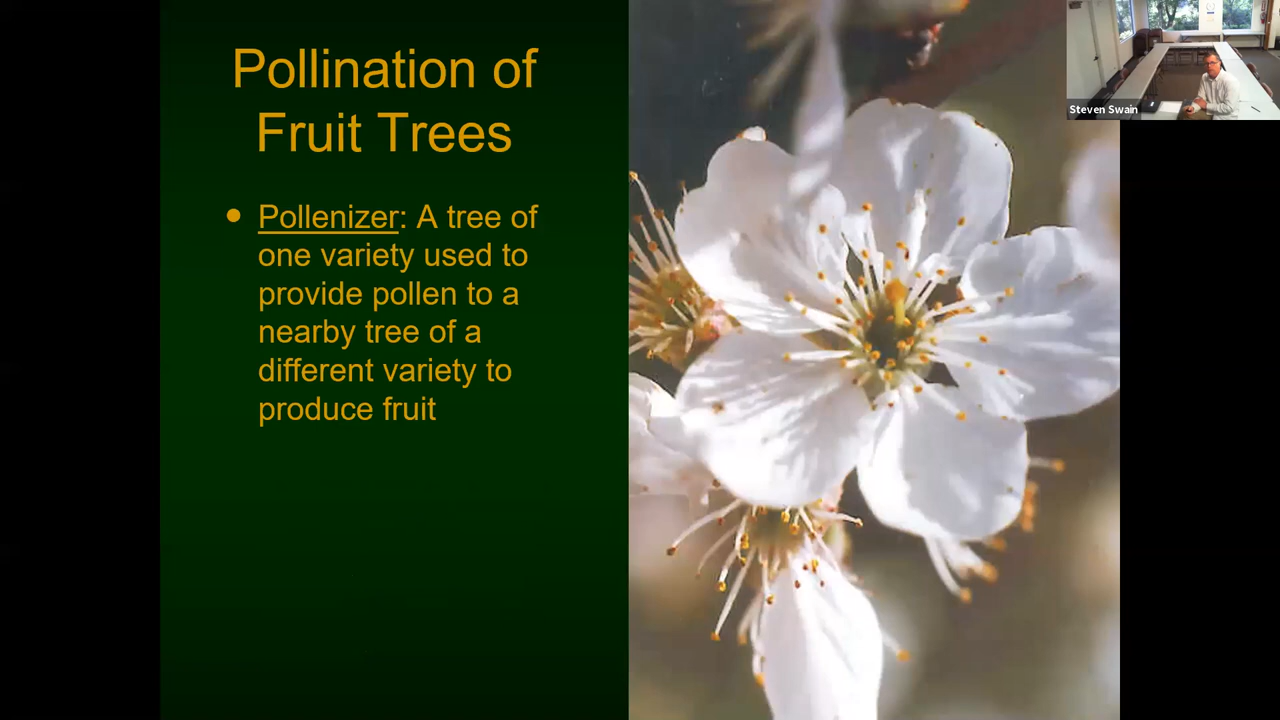 Pollination of
Fruit Trees
Pollenizer: A tree of
one variety used to
provide pollen to a
nearby tree of a
different variety to
produce fruit
Steven Swain